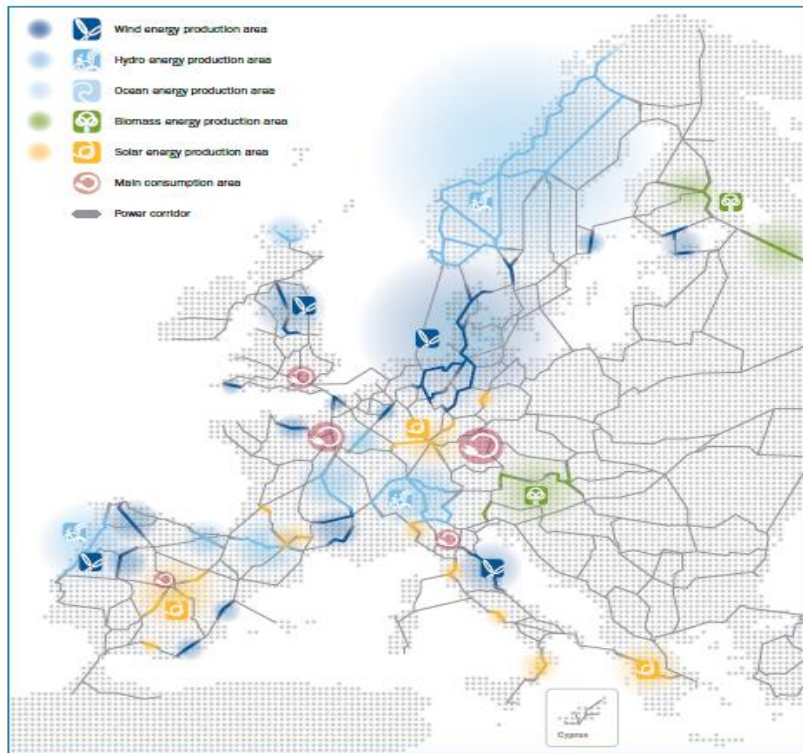 Wind energy production area
Hydro energy production area
Ocean energy production area
Biomass energy production area
Solar energy production area
Main consumption area
Power corridor
Cyprus